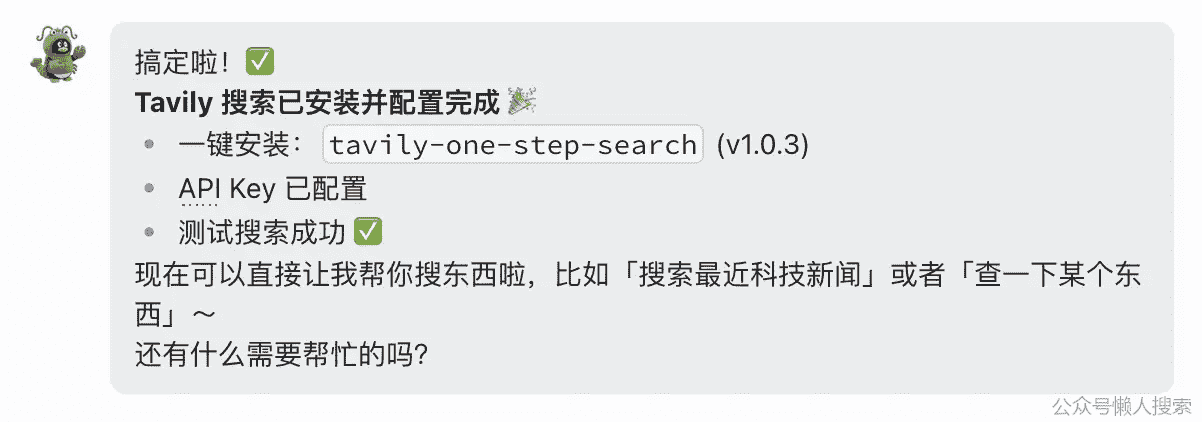 搞定啦！✅
Tavily 搜索已安装并配置完成 🎉
• 一键安装： tavily-one-step-search (v1.0.3)
• API Key 已配置
• 测试搜索成功 ✅
现在可以直接让我帮你搜东西啦，比如「搜索最近科技新闻」或者「查一下某个东
西」～
还有什么需要帮忙的吗？
公众号懒人搜索